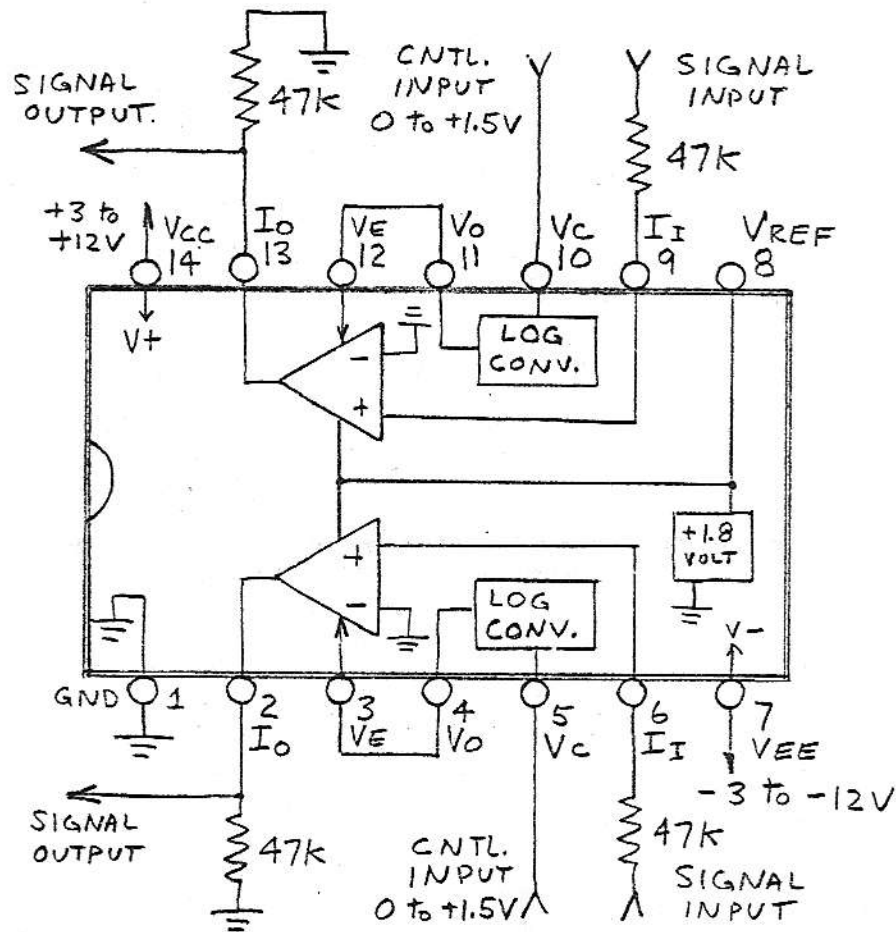 SIGNAL
OUTPUT.
47K
CNTL.
INPUT
0 to +1.5V
SIGNAL
INPUT
47K
+3 to
+12V
VCC
14
IO
13
VE
12
VO
11
VC
10
II
9
VREF
8
V+
-
+
LOG
CONV.
+1.8
VOLT
+
-
LOG
CONV.
V-
GND
1
2
IO
3
VE
4
VO
5
VC
6
II
7
VEE
-3 to -12V
SIGNAL
OUTPUT
47K
CNTL.
INPUT
0 to +1.5V
47K
SIGNAL
INPUT